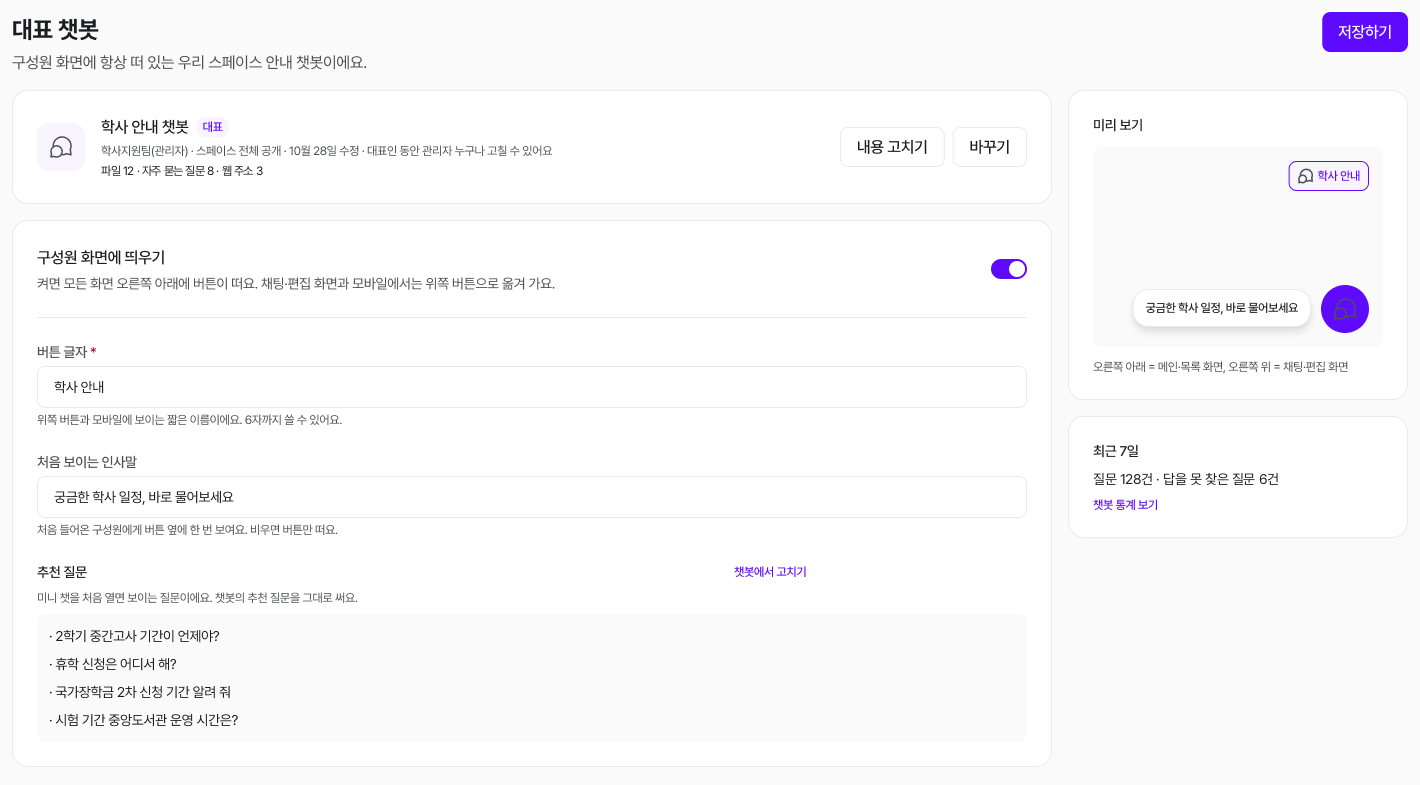 대표 챗봇
저장하기
구성원 화면에 항상 떠 있는 우리 스페이스 안내 챗봇이에요.
학사 안내 챗봇 대표
학사지원팀(관리자) · 스페이스 전체 공개 · 10월 28일 수정 · 대표인 동안 관리자 누구나 고칠 수 있어요
파일 12 · 자주 묻는 질문 8 · 웹 주소 3
내용 고치기
바꾸기
구성원 화면에 띄우기
켜면 모든 화면 오른쪽 아래에 버튼이 떠요. 채팅·편집 화면과 모바일에서는 위쪽 버튼으로 옮겨 가요.
버튼 글자 *
학사 안내
위쪽 버튼과 모바일에 보이는 짧은 이름이에요. 6자까지 쓸 수 있어요.
처음 보이는 인사말
궁금한 학사 일정, 바로 물어보세요
처음 들어온 구성원에게 버튼 옆에 한 번 보여요. 비우면 버튼만 떠요.
추천 질문
챗봇에서 고치기
미니 챗을 처음 열면 보이는 질문이에요. 챗봇의 추천 질문을 그대로 써요.
· 2학기 중간고사 기간이 언제야?
· 휴학 신청은 어디서 해?
· 국가장학금 2차 신청 기간 알려 줘
· 시험 기간 중앙도서관 운영 시간은?
미리 보기
학사 안내
궁금한 학사 일정, 바로 물어보세요
오른쪽 아래 = 메인·목록 화면, 오른쪽 위 = 채팅·편집 화면
최근 7일
질문 128건 · 답을 못 찾은 질문 6건
챗봇 통계 보기